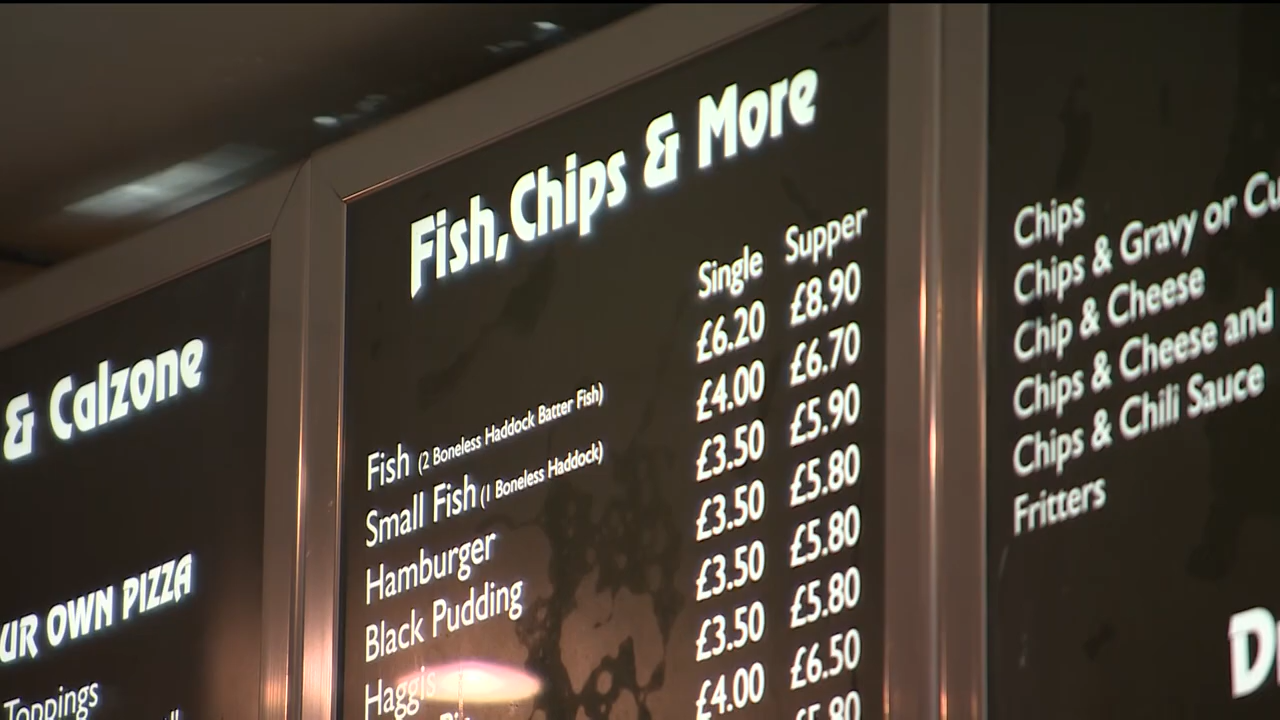 & Calzone
UR OWN PIZZA
Toppings
Fish, Chips & More
Single Supper
Fish (2 Boneless Haddock Batter Fish) £6.20 £8.90
Small Fish (1 Boneless Haddock) £4.00 £6.70
Hamburger £3.50 £5.90
Black Pudding £3.50 £5.80
Haggis £3.50 £5.80
£3.50 £5.80
£4.00 £6.50
£5.80
Chips
Chips & Gravy or Cu
Chip & Cheese
Chips & Cheese and
Chips & Chili Sauce
Fritters